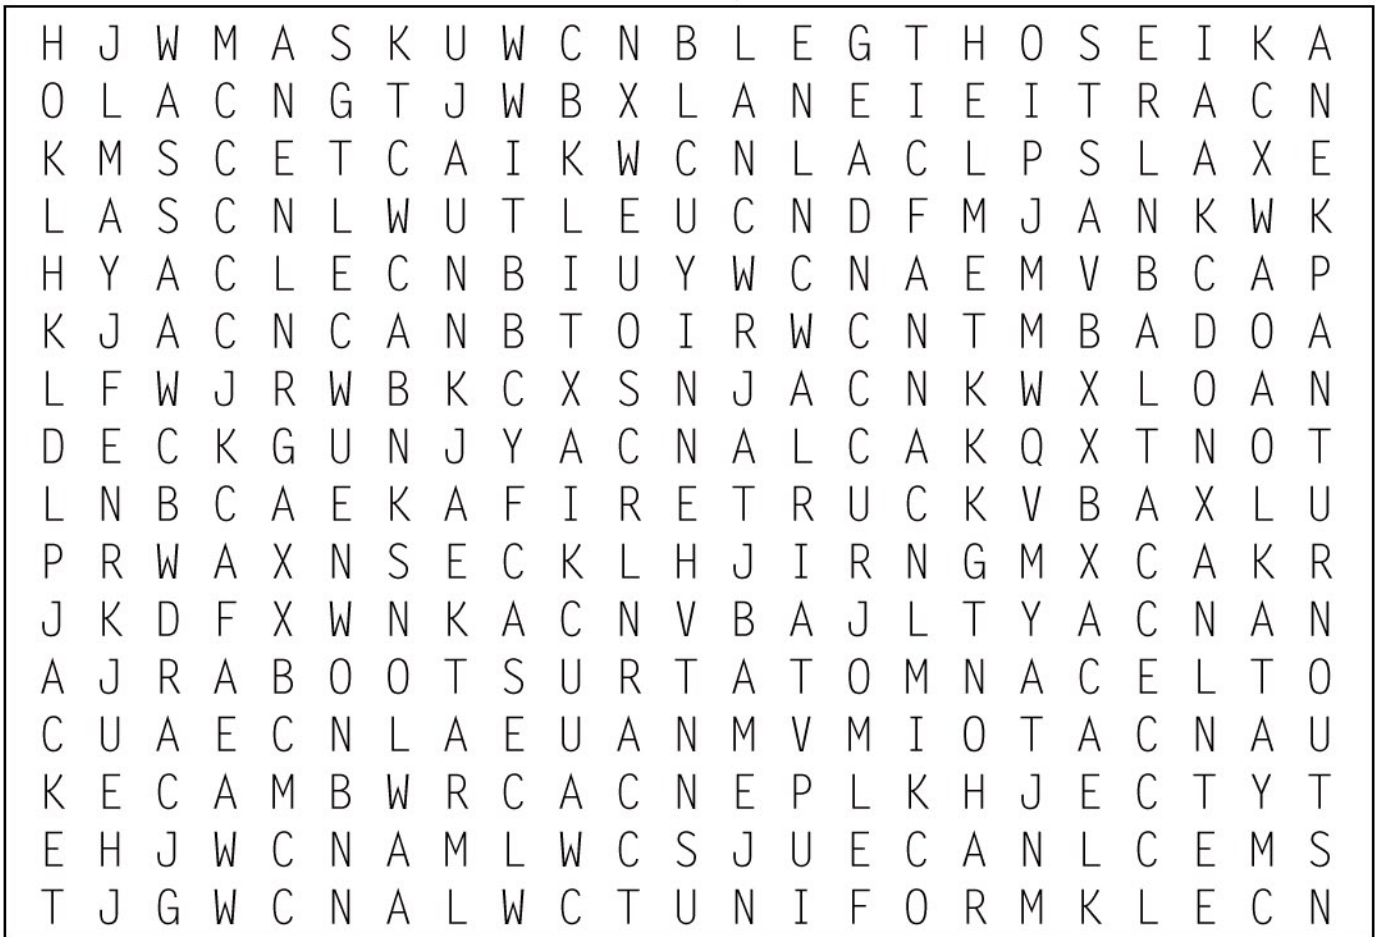 H J W M A S K U W C N B L E G T H O S E I K A
O L A C N G T J W B X L A N E I E I T R A C N
K M S C E T C A I K W C N L A C L P S L A X E
L A S C N L W U T L E U C N D F M J A N K W K
H Y A C L E C N B I U Y W C N A E M V B C A P
K J A C N C A N B T O I R W C N T M B A D O A
L F W J R W B K C X S N J A C N K W X L O A N
D E C K G U N J Y A C N A L C A K Q X T N O T
L N B C A E K A F I R E T R U C K V B A X L U
P R W A X N S E C K L H J I R N G M X C A K R
J K D F X W N K A C N V B A J L T Y A C N A N
A J R A B O O T S U R T A T O M N A C E L T O
C U A E C N L A E U A N M V M I O T A C N A U
K E C A M B W R C A C N E P L K H J E C T Y T
E H J W C N A M L W C S J U E C A N L C E M S
T J G W C N A L W C T U N I F O R M K L E C N